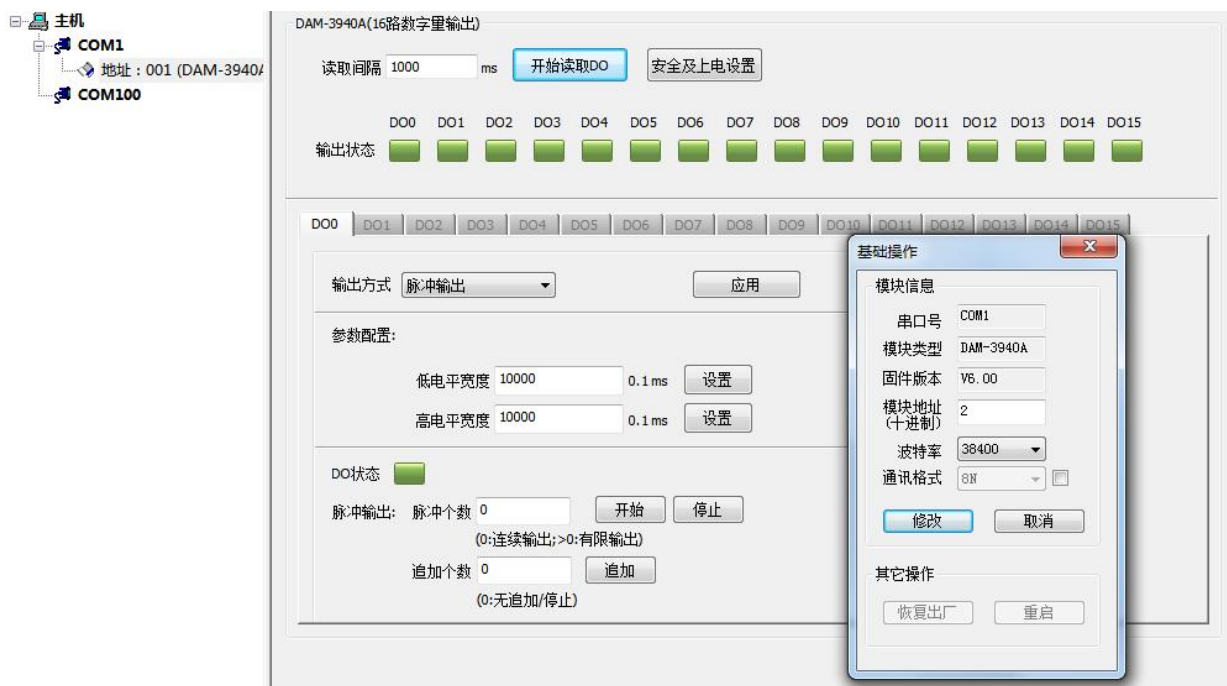 主机
COM1
地址：001 (DAM-3940A
COM100
DAM-3940A(16路数字量输出)
读取间隔 1000 ms 开始读取DO 安全及上电设置
DO0 DO1 DO2 DO3 DO4 DO5 DO6 DO7 DO8 DO9 DO10 DO11 DO12 DO13 DO14 DO15
输出状态
DO0 DO1 DO2 DO3 DO4 DO5 DO6 DO7 DO8 DO9 DO10 DO11 DO12 DO13 DO14 DO15
输出方式 脉冲输出 应用
参数配置:
低电平宽度 10000 0.1ms 设置
高电平宽度 10000 0.1ms 设置
DO状态
脉冲输出: 脉冲个数 0 开始 停止
(0:连续输出;>0:有限输出)
追加个数 0 追加
(0:无追加/停止)
基础操作
模块信息
串口号 COM1
模块类型 DAM-3940A
固件版本 V6.00
模块地址 2
(十进制)
波特率 38400
通讯格式 8N
修改 取消
其它操作
恢复出厂 重启